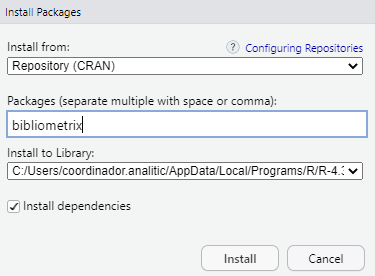 Install Packages
Install from:
? Configuring Repositories
Repository (CRAN)
Packages (separate multiple with space or comma):
bibliometrix
Install to Library:
C:/Users/coordinador.analitic/AppData/Local/Programs/R/R-4.3
Install dependencies
Install Cancel